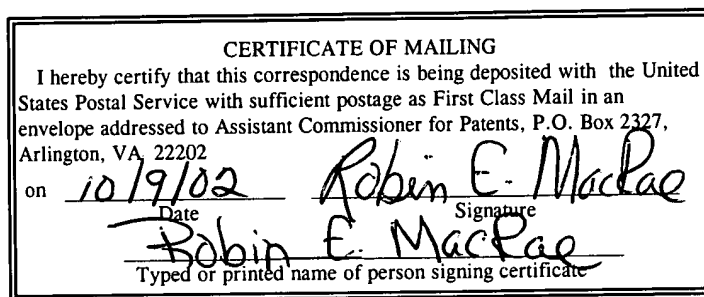 CERTIFICATE OF MAILING
I hereby certify that this correspondence is being deposited with the United
States Postal Service with sufficient postage as First Class Mail in an
envelope addressed to Assistant Commissioner for Patents, P.O. Box 2327,
Arlington, VA 22202
on 10/9/02 Robin E. MacRae
Date Signature
Robin E. MacRae
Typed or printed name of person signing certificate